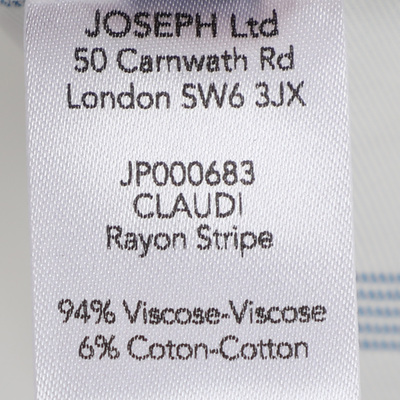 JOSEPH Ltd
50 Carnwath Rd
London SW6 3JX
JP000683
CLAUDI
Rayon Stripe
94% Viscose-Viscose
6% Coton-Cotton